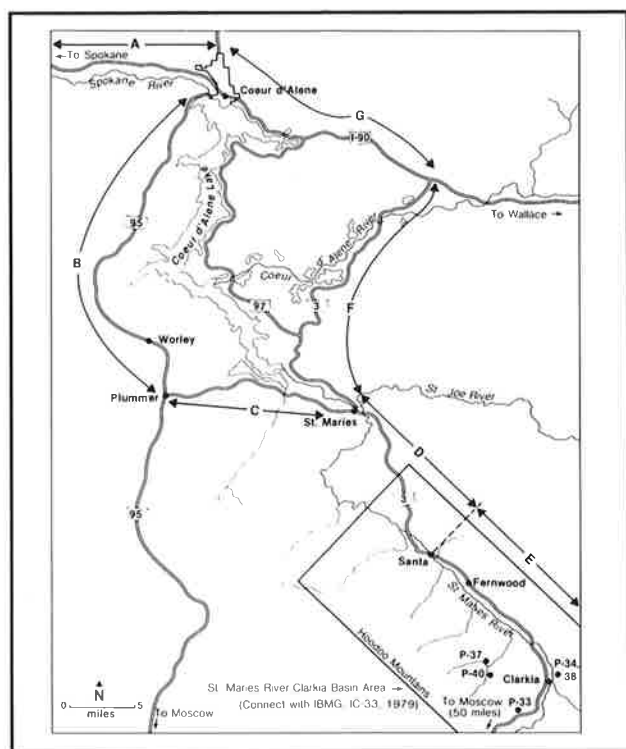 A
To Spokane
Spokane River
Coeur d'Alene
G
I-90
To Wallace
95
Coeur d'Alene Lake
B
Coeur d'Alene River
97
3
F
Worley
Plummer
St. Joe River
C
St. Maries
D
95
E
Santa
Fernwood
St. Maries River
Hoodoo Mountains
P-37
P-34,
38
P-40
Clarkia
N
0 5
miles
St. Maries River Clarkia Basin Area →
(Connect with IBMG, IC-33, 1979)
To Moscow
(50 miles)
P-33
To Moscow